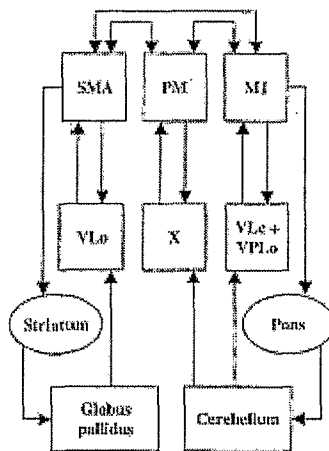 SMA
PM
MI
VLo
X
VLc +
VPLo
Striatum
Pons
Globus
pallidus
Cerebellum